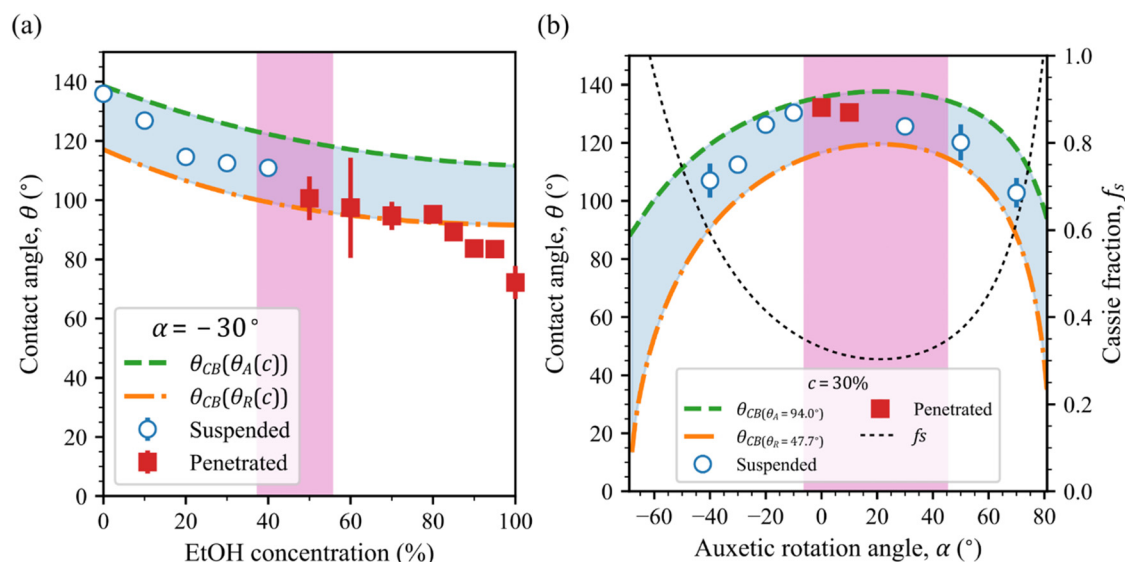 (a)
140
120
100
80
60
40
20
0
Contact angle, θ (°)
α = − 30°
θCB(θA(c))
θCB(θR(c))
Suspended
Penetrated
0 20 40 60 80 100
EtOH concentration (%)
(b)
140
120
100
80
60
40
20
0
Contact angle, θ (°)
1.0
0.8
0.6
0.4
0.2
0.0
Cassie fraction, fs
c = 30%
θCB(θA = 94.0°)
θCB(θR = 47.7°)
Suspended
Penetrated
fs
−60 −40 −20 0 20 40 60 80
Auxetic rotation angle, α (°)